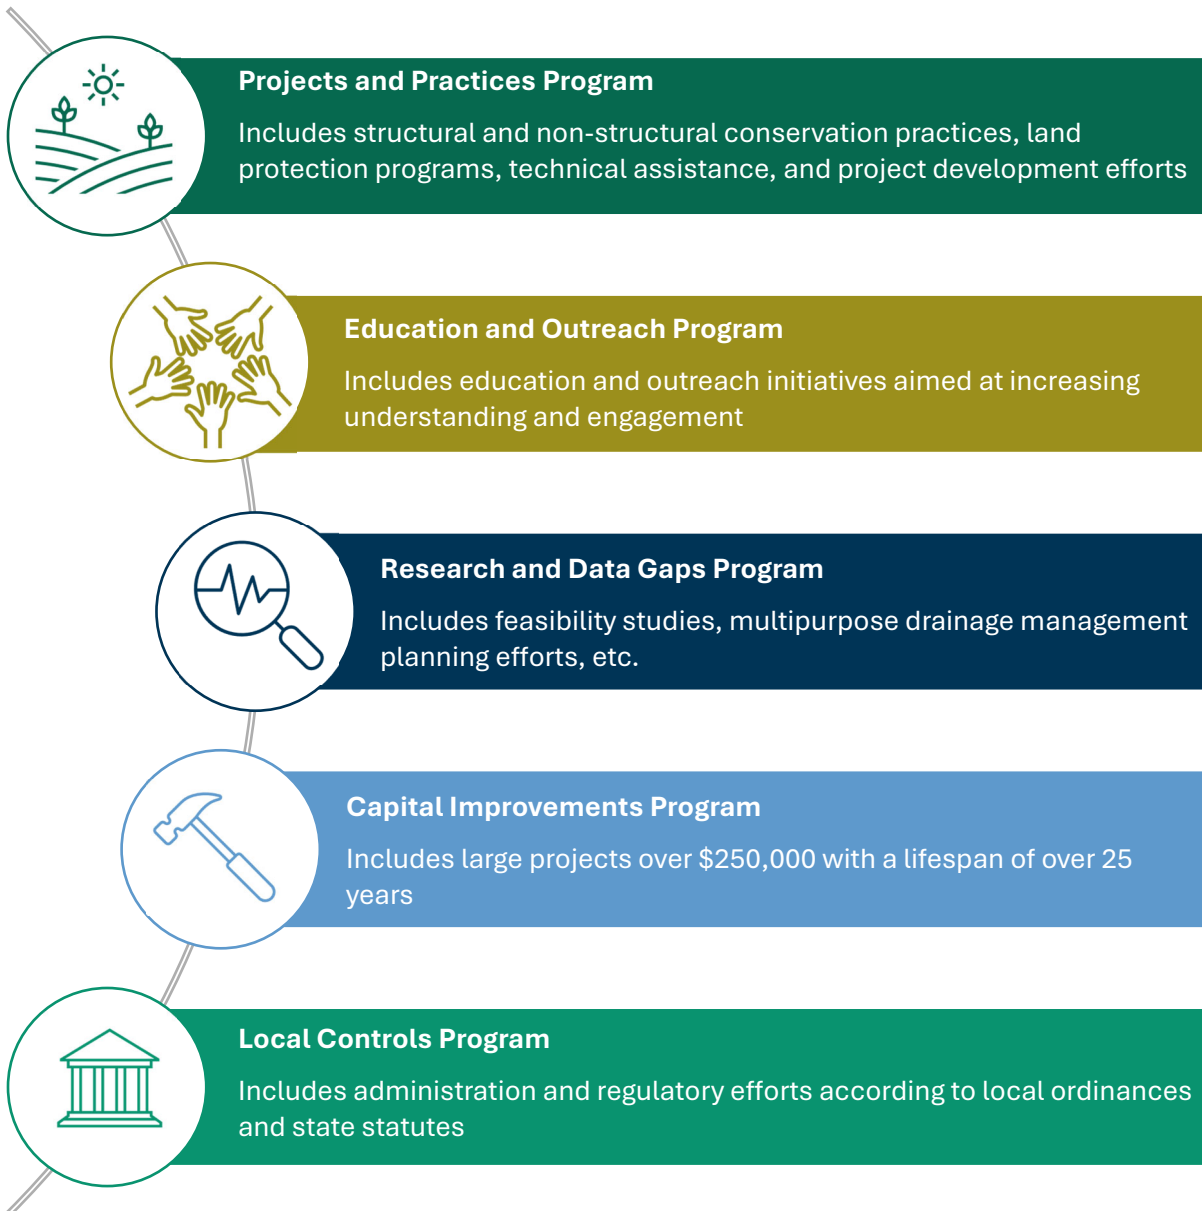 Projects and Practices Program
Includes structural and non-structural conservation practices, land
protection programs, technical assistance, and project development efforts
Education and Outreach Program
Includes education and outreach initiatives aimed at increasing
understanding and engagement
Research and Data Gaps Program
Includes feasibility studies, multipurpose drainage management
planning efforts, etc.
Capital Improvements Program
Includes large projects over $250,000 with a lifespan of over 25
years
Local Controls Program
Includes administration and regulatory efforts according to local ordinances
and state statutes